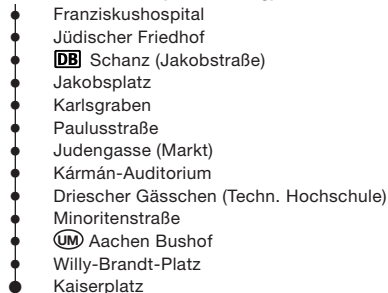 Franziskushospital
Jüdischer Friedhof
DB Schanz (Jakobstraße)
Jakobsplatz
Karlsgraben
Paulusstraße
Judengasse (Markt)
Kármán-Auditorium
Driescher Gässchen (Techn. Hochschule)
Minoritenstraße
UM Aachen Bushof
Willy-Brandt-Platz
Kaiserplatz